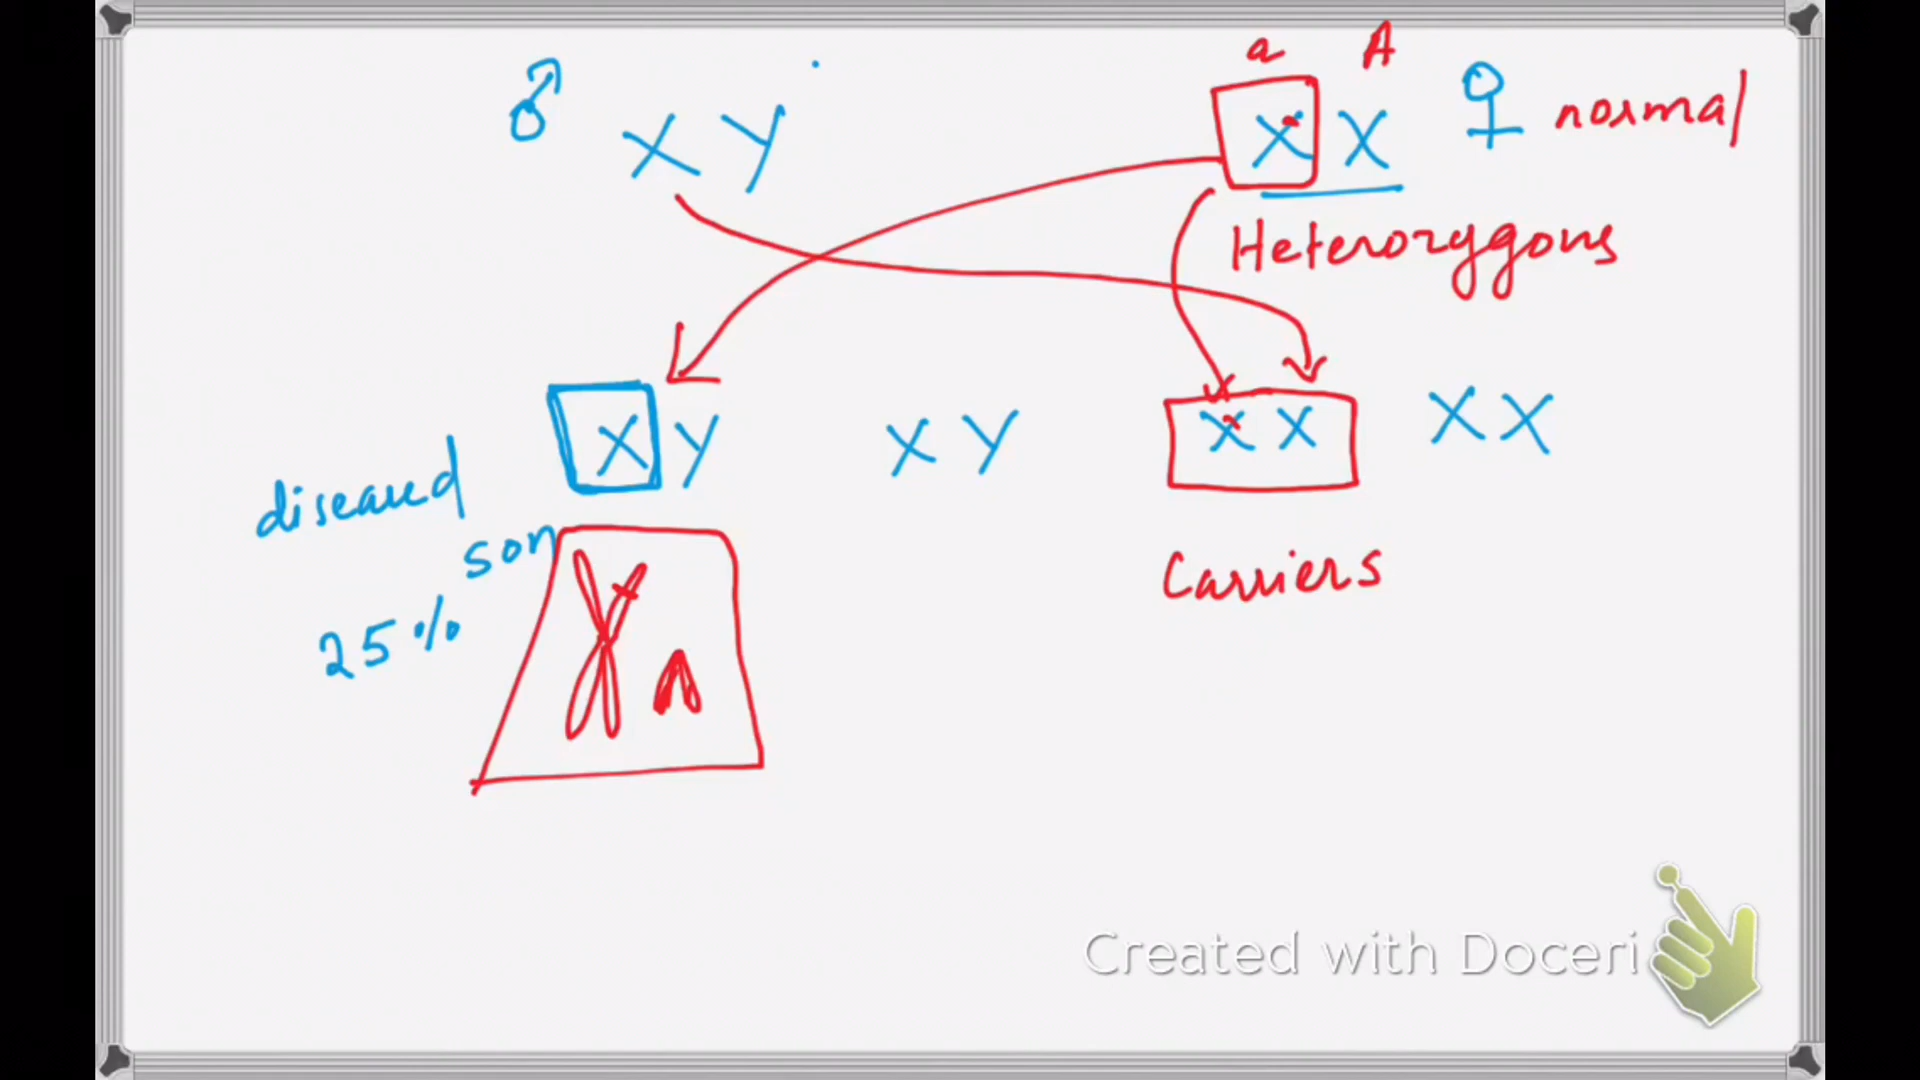 a A
♂ X Y X X ♀ normal
Heterozygous
X Y X Y X X X X
diseased
son
25%
Carriers
Created with Doceri